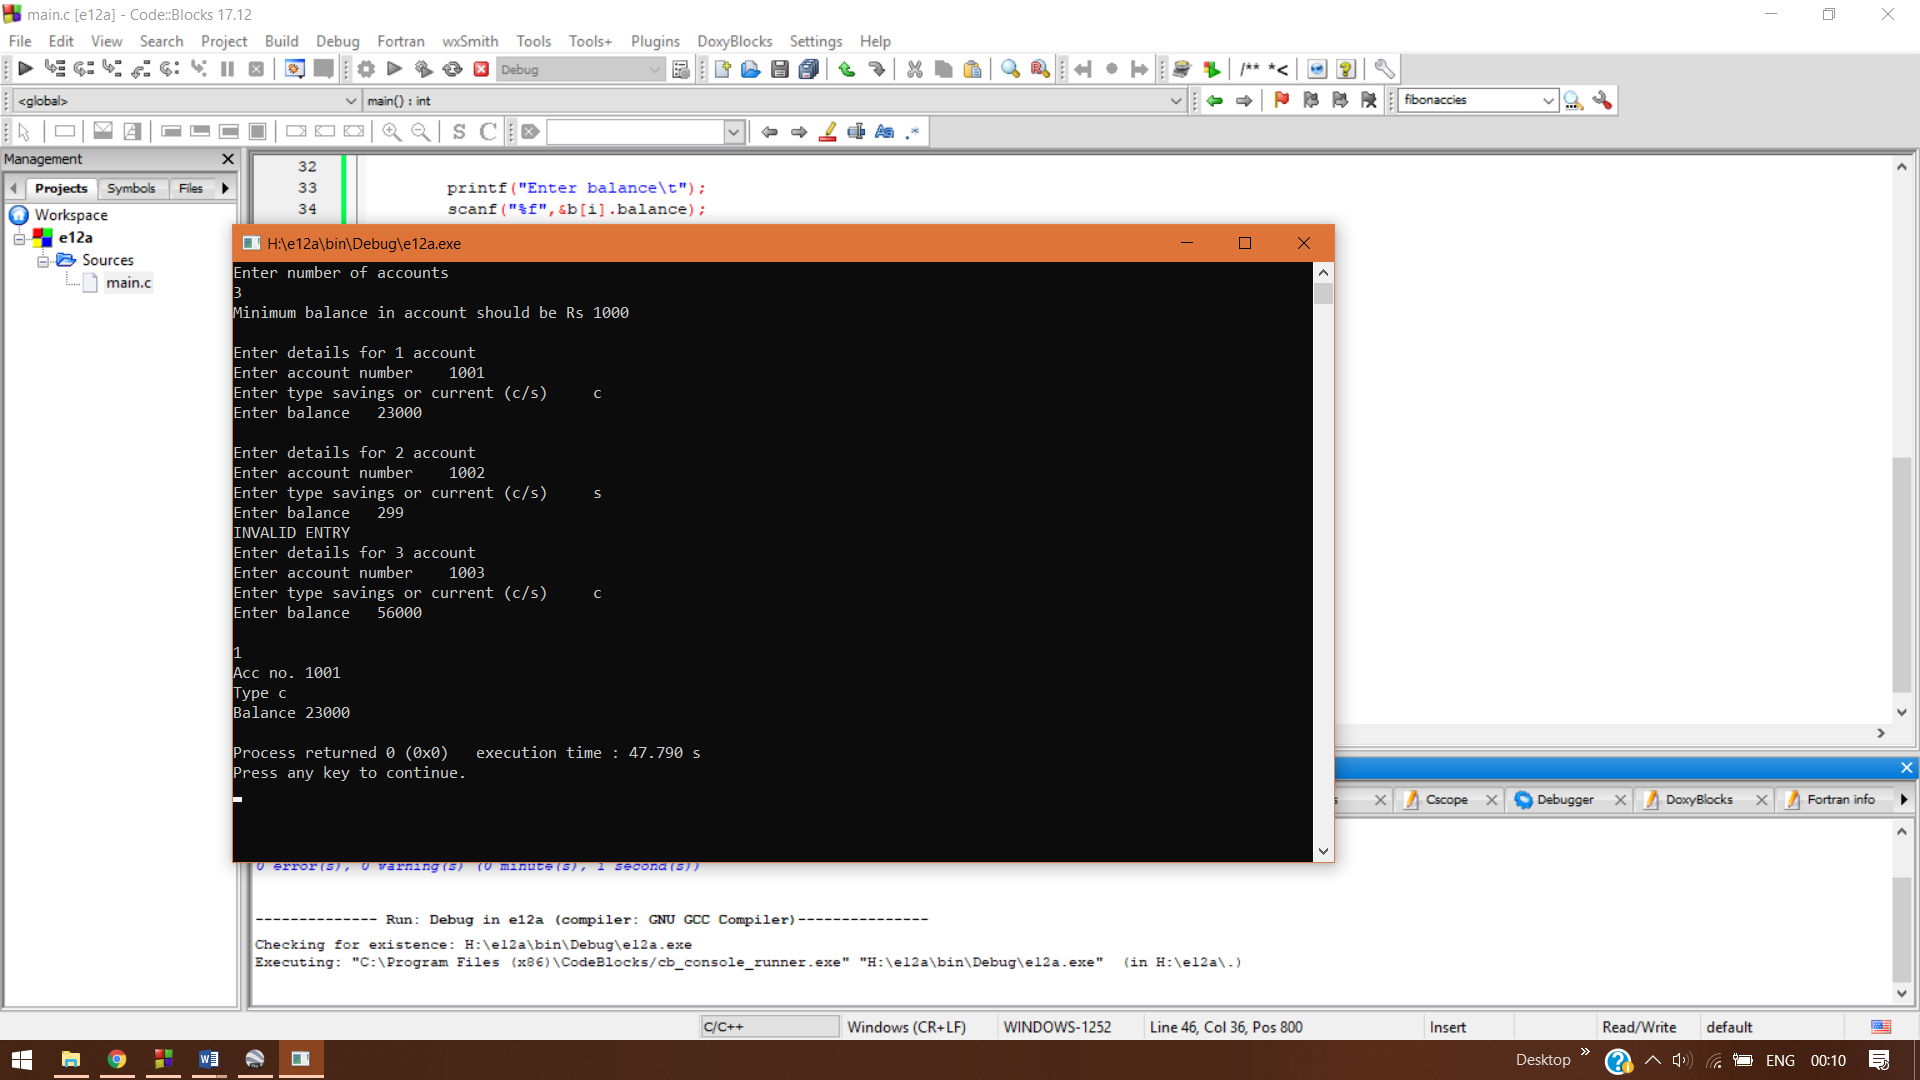 main.c [e12a] - Code::Blocks 17.12
File Edit View Search Project Build Debug Fortran wxSmith Tools Tools+ Plugins DoxyBlocks Settings Help
Debug
/** *<
<global> main() : int fibonaccies
S C Aa .*
Management
Projects Symbols Files
Workspace
e12a
Sources
main.c
32
33 printf("Enter balance\t");
34 scanf("%f",&b[i].balance);
H:\e12a\bin\Debug\e12a.exe
Enter number of accounts
3
Minimum balance in account should be Rs 1000
Enter details for 1 account
Enter account number 1001
Enter type savings or current (c/s) c
Enter balance 23000
Enter details for 2 account
Enter account number 1002
Enter type savings or current (c/s) s
Enter balance 299
INVALID ENTRY
Enter details for 3 account
Enter account number 1003
Enter type savings or current (c/s) c
Enter balance 56000
1
Acc no. 1001
Type c
Balance 23000
Process returned 0 (0x0) execution time : 47.790 s
Press any key to continue.
s Cscope Debugger DoxyBlocks Fortran info
0 error(s), 0 warning(s) (0 minute(s), 1 second(s))
-------------- Run: Debug in e12a (compiler: GNU GCC Compiler)---------------
Checking for existence: H:\e12a\bin\Debug\e12a.exe
Executing: "C:\Program Files (x86)\CodeBlocks/cb_console_runner.exe" "H:\e12a\bin\Debug\e12a.exe" (in H:\e12a\.)
C/C++ Windows (CR+LF) WINDOWS-1252 Line 46, Col 36, Pos 800 Insert Read/Write default
Desktop » ENG 00:10